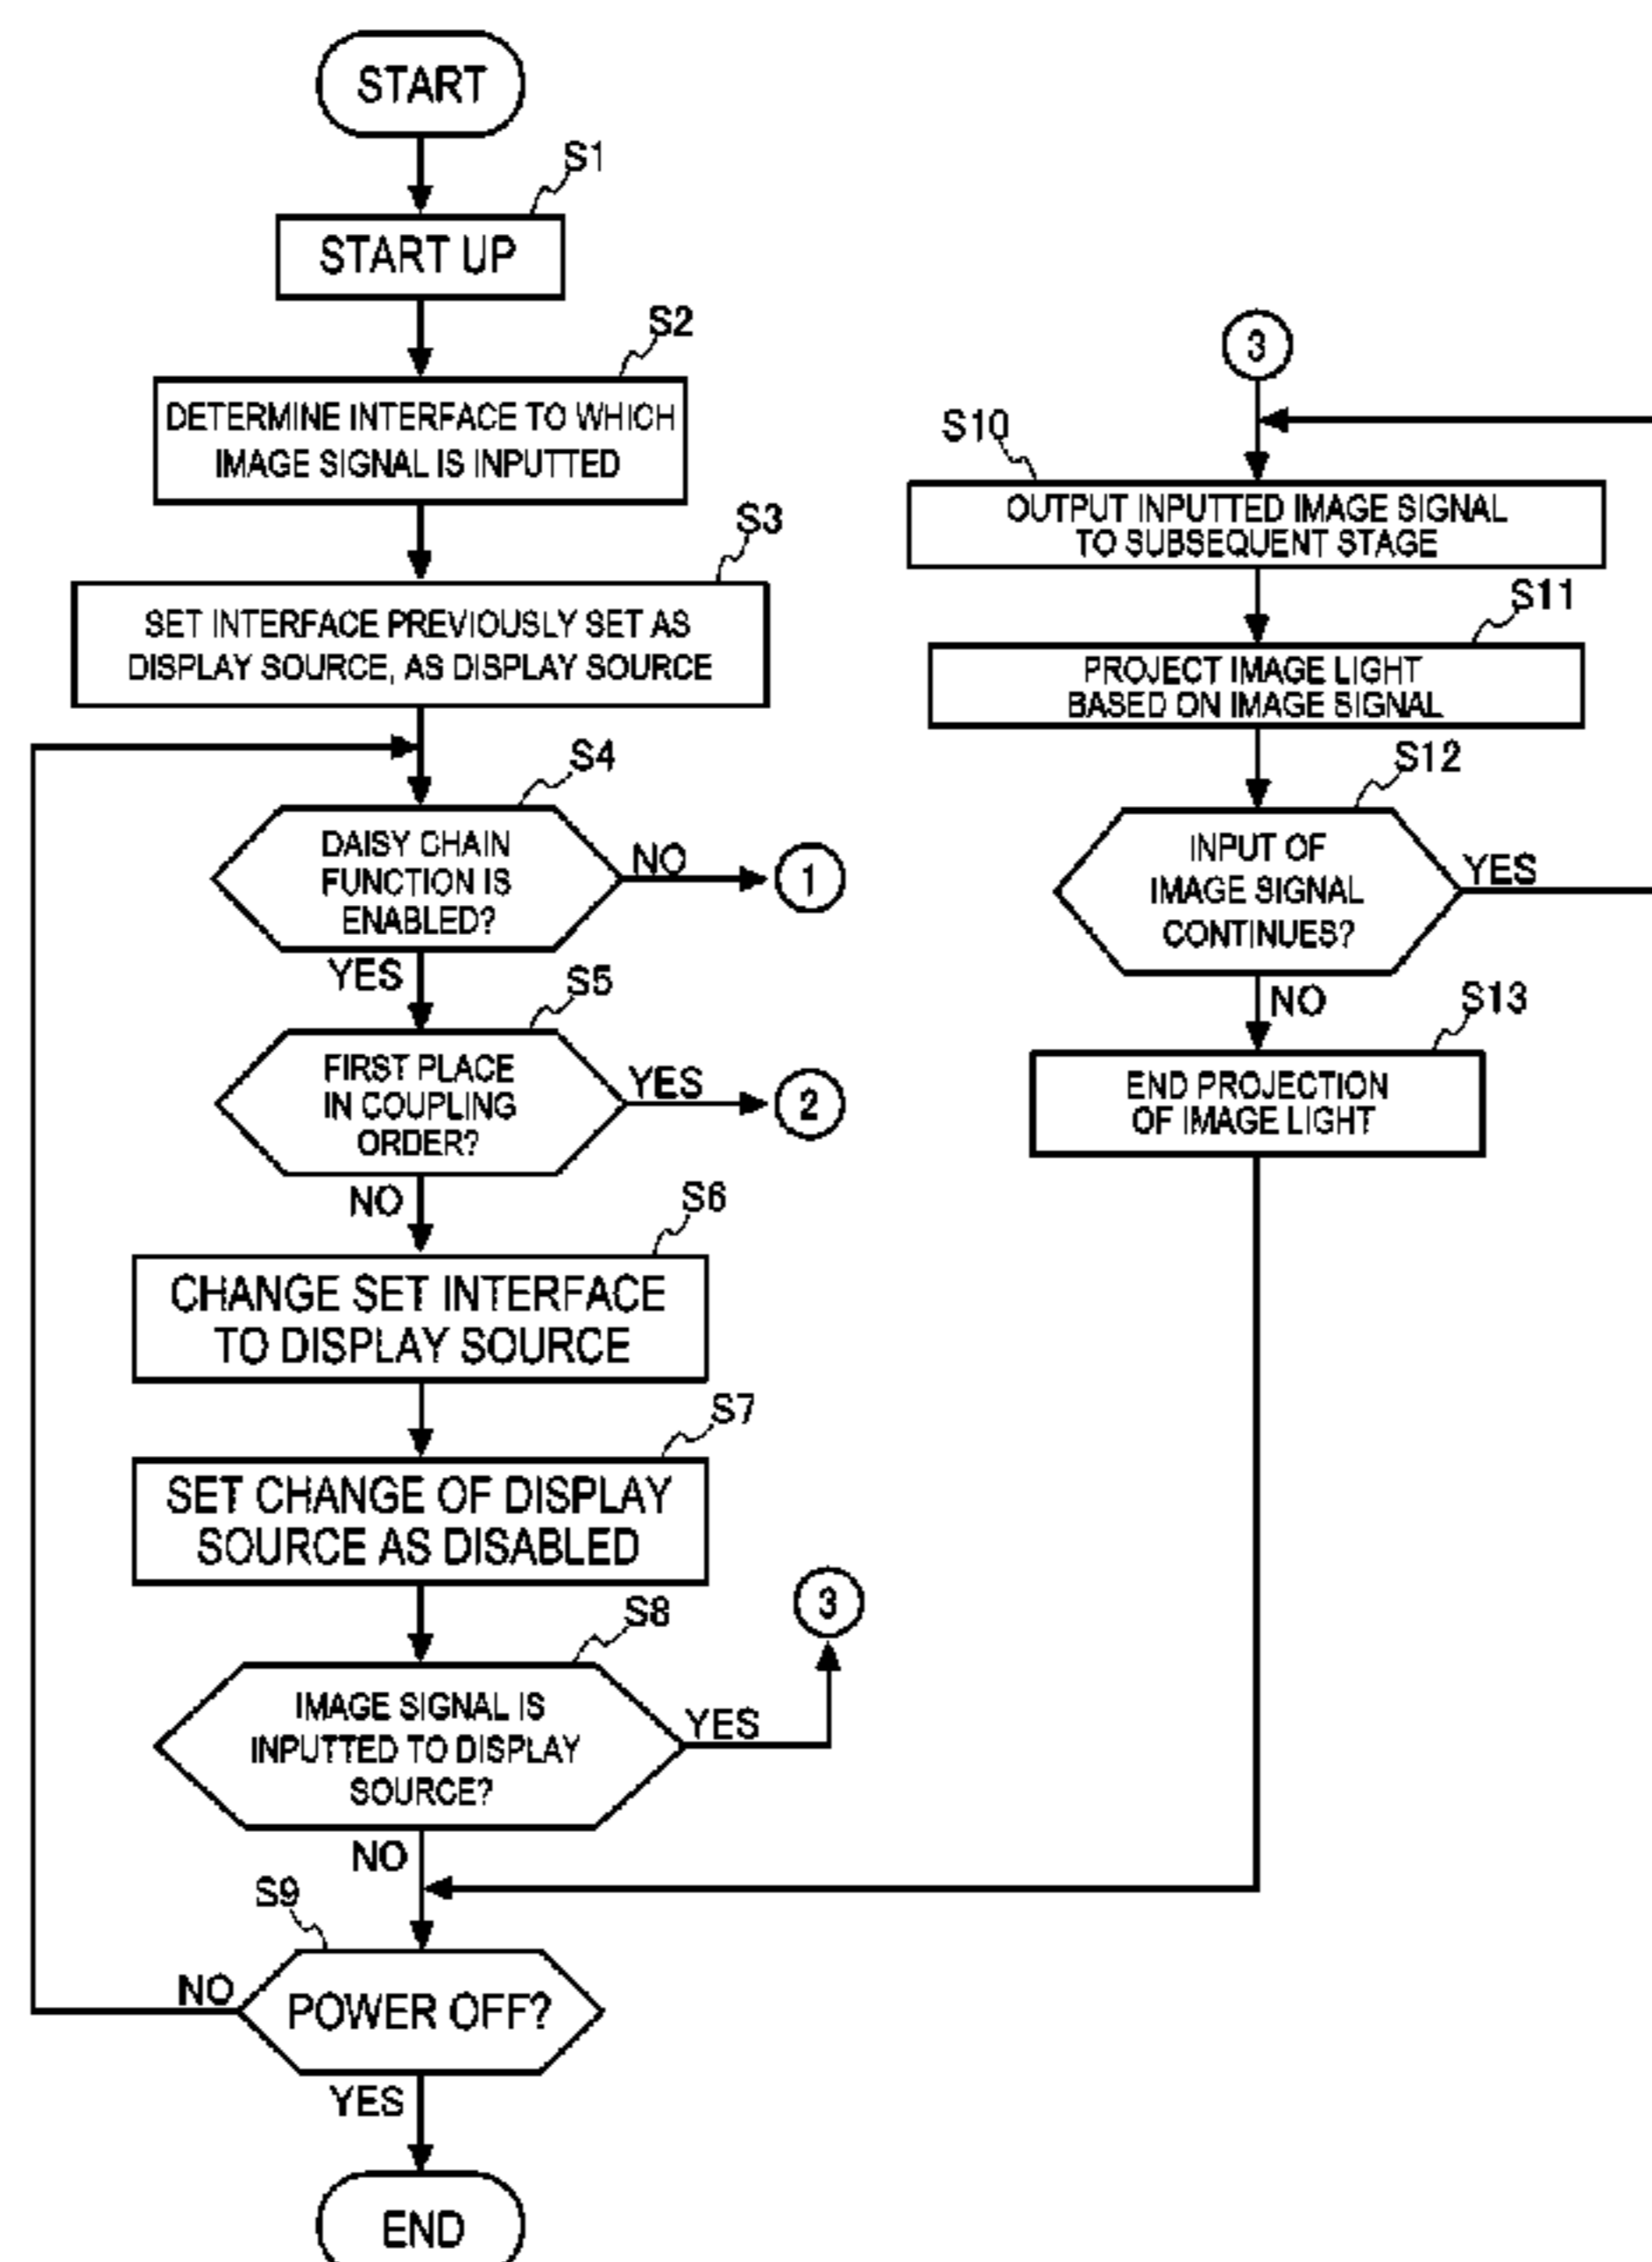 START
S1
START UP
S2
DETERMINE INTERFACE TO WHICH
IMAGE SIGNAL IS INPUTTED
S3
SET INTERFACE PREVIOUSLY SET AS
DISPLAY SOURCE, AS DISPLAY SOURCE
S4
DAISY CHAIN
FUNCTION IS
ENABLED?
NO
1
YES
S5
FIRST PLACE
IN COUPLING
ORDER?
YES
2
NO
S6
CHANGE SET INTERFACE
TO DISPLAY SOURCE
S7
SET CHANGE OF DISPLAY
SOURCE AS DISABLED
S8
IMAGE SIGNAL IS
INPUTTED TO DISPLAY
SOURCE?
YES
3
NO
S9
POWER OFF?
NO
YES
END
3
S10
OUTPUT INPUTTED IMAGE SIGNAL
TO SUBSEQUENT STAGE
S11
PROJECT IMAGE LIGHT
BASED ON IMAGE SIGNAL
S12
INPUT OF
IMAGE SIGNAL
CONTINUES?
YES
NO
S13
END PROJECTION
OF IMAGE LIGHT